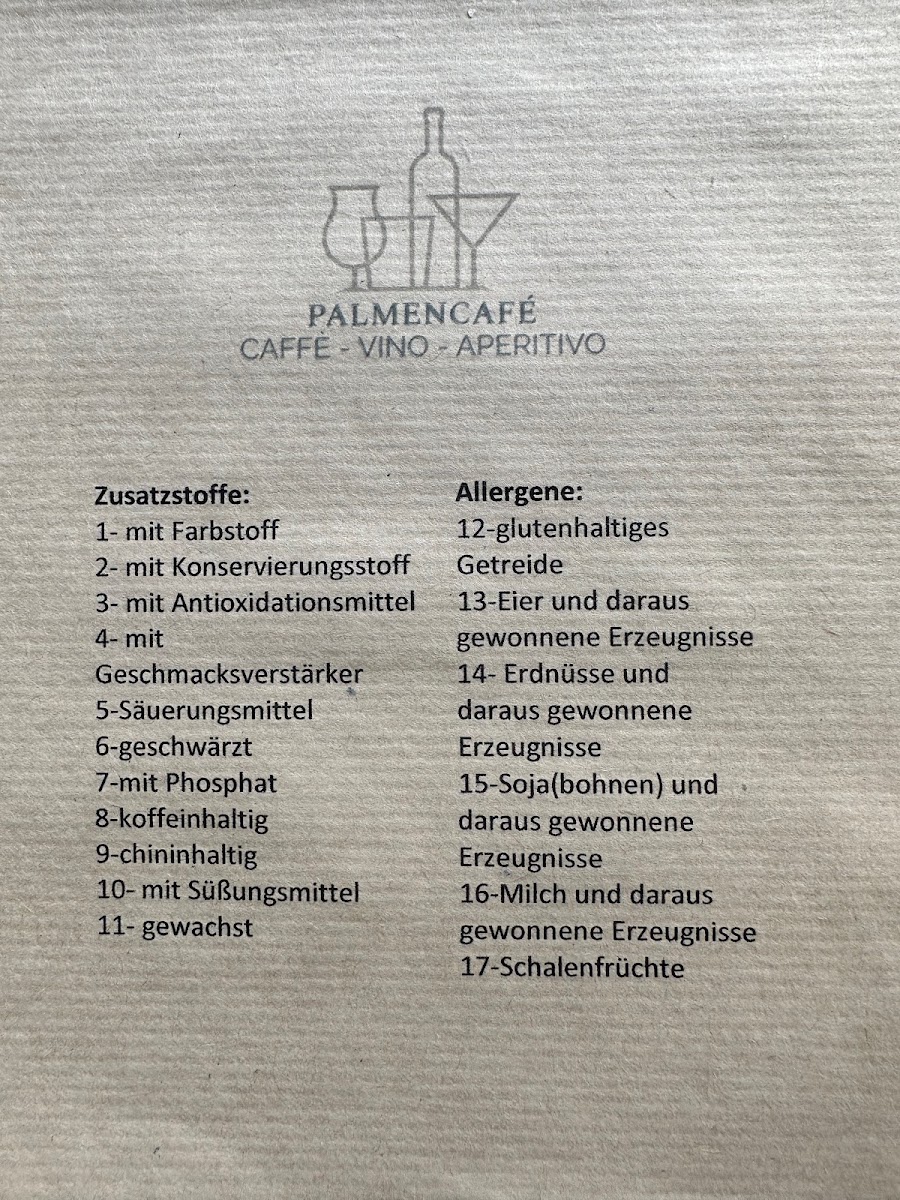 PALMENCAFÉ
CAFFÈ - VINO - APERITIVO
Zusatzstoffe:
1- mit Farbstoff
2- mit Konservierungsstoff
3- mit Antioxidationsmittel
4- mit
Geschmacksverstärker
5-Säuerungsmittel
6-geschwärzt
7-mit Phosphat
8-koffeinhaltig
9-chininhaltig
10- mit Süßungsmittel
11- gewachst
Allergene:
12-glutenhaltiges
Getreide
13-Eier und daraus
gewonnene Erzeugnisse
14- Erdnüsse und
daraus gewonnene
Erzeugnisse
15-Soja(bohnen) und
daraus gewonnene
Erzeugnisse
16-Milch und daraus
gewonnene Erzeugnisse
17-Schalenfrüchte